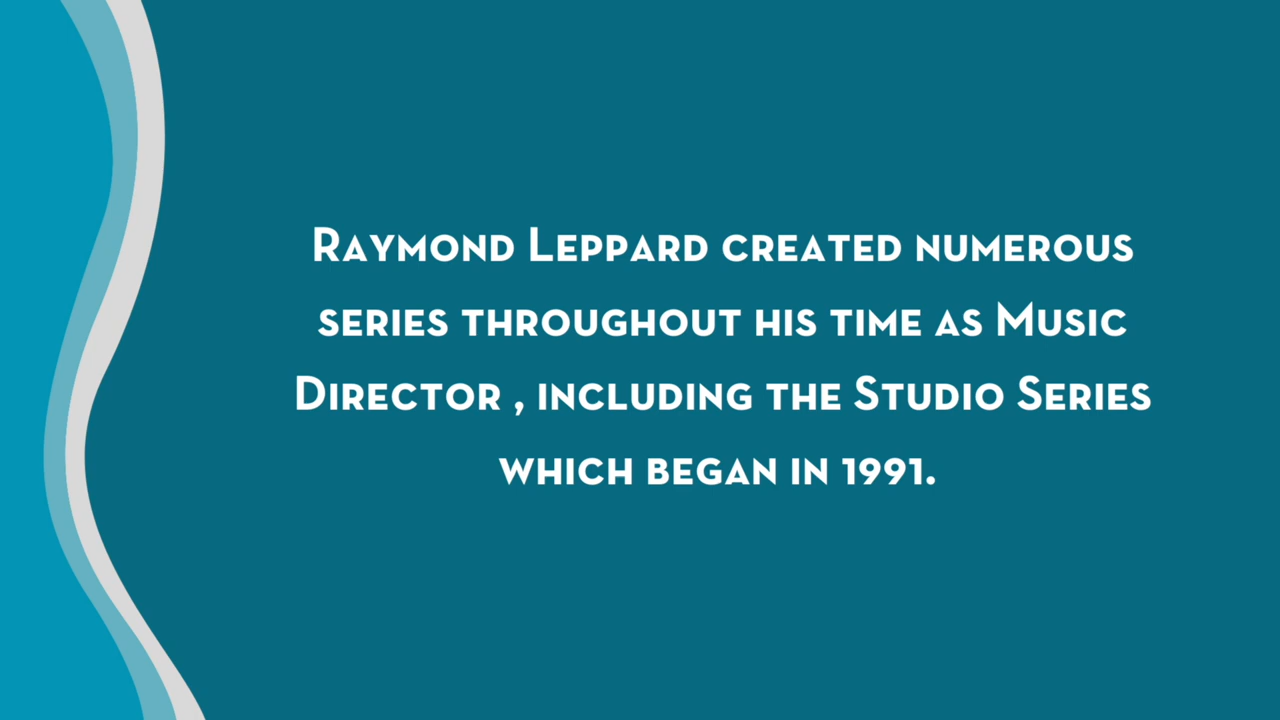 Raymond Leppard created numerous
series throughout his time as Music
Director , including the Studio Series
which began in 1991.